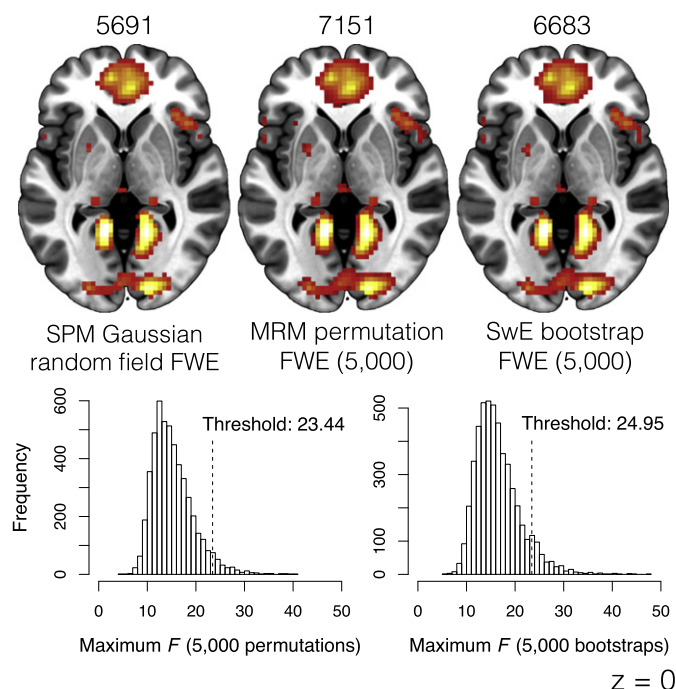 5691 7151 6683
SPM Gaussian
random field FWE
MRM permutation
FWE (5,000)
SwE bootstrap
FWE (5,000)
Frequency
600
400
200
0
Threshold: 23.44
0 10 20 30 40 50
Maximum F (5,000 permutations)
500
300
100
0
Threshold: 24.95
0 10 20 30 40 50
Maximum F (5,000 bootstraps)
z = 0